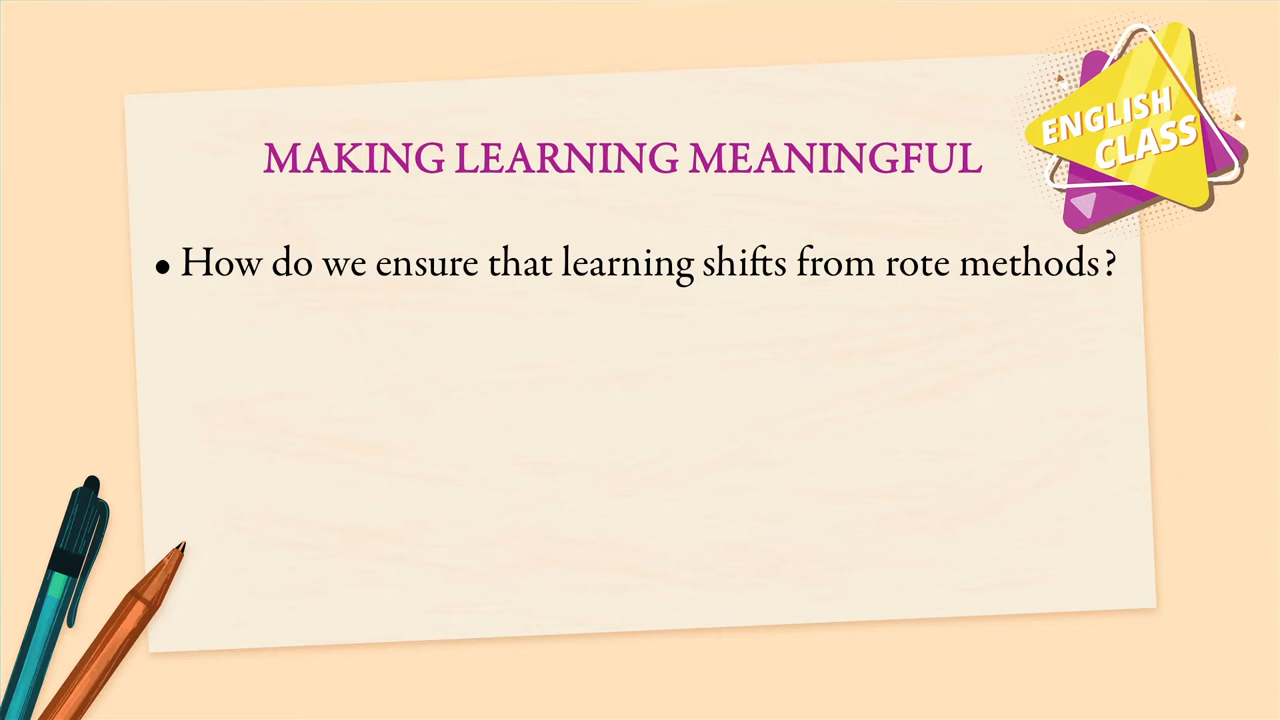 MAKING LEARNING MEANINGFUL
ENGLISH
CLASS
• How do we ensure that learning shifts from rote methods?